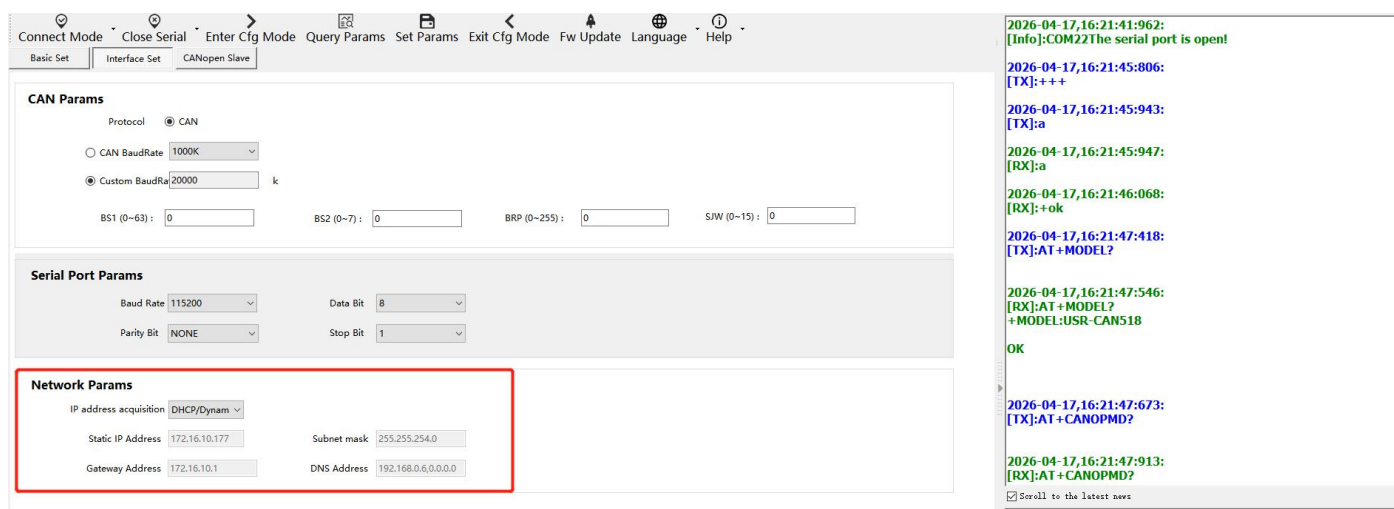 Connect Mode Close Serial Enter Cfg Mode Query Params Set Params Exit Cfg Mode Fw Update Language Help
Basic Set Interface Set CANopen Slave
CAN Params
Protocol CAN
CAN BaudRate 1000K
Custom BaudRa 20000 k
BS1 (0~63) : 0 BS2 (0~7) : 0 BRP (0~255) : 0 SJW (0~15) : 0
Serial Port Params
Baud Rate 115200 Data Bit 8
Parity Bit NONE Stop Bit 1
Network Params
IP address acquisition DHCP/Dynam
Static IP Address 172.16.10.177 Subnet mask 255.255.254.0
Gateway Address 172.16.10.1 DNS Address 192.168.0.6,0.0.0.0
2026-04-17,16:21:41:962:
[Info]:COM22The serial port is open!
2026-04-17,16:21:45:806:
[TX]:+++
2026-04-17,16:21:45:943:
[TX]:a
2026-04-17,16:21:45:947:
[RX]:a
2026-04-17,16:21:46:068:
[RX]:+ok
2026-04-17,16:21:47:418:
[TX]:AT+MODEL?
2026-04-17,16:21:47:546:
[RX]:AT+MODEL?
+MODEL:USR-CAN518
OK
2026-04-17,16:21:47:673:
[TX]:AT+CANOPMD?
2026-04-17,16:21:47:913:
[RX]:AT+CANOPMD?
Scroll to the latest news